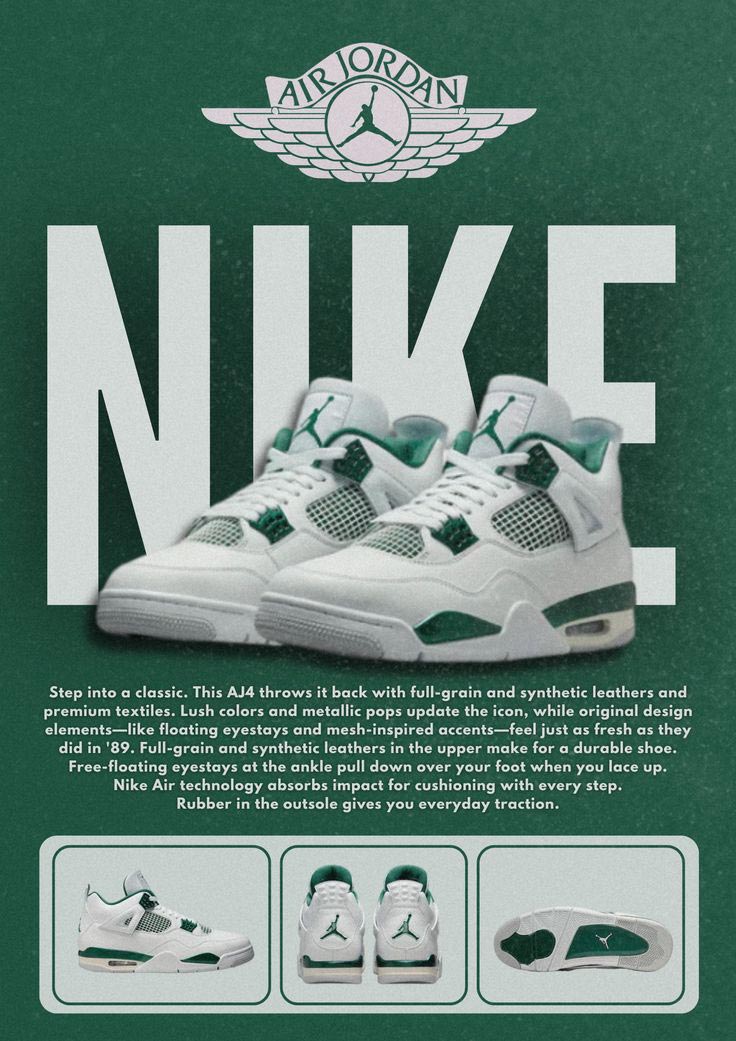 AIR JORDAN
NIKE
Step into a classic. This AJ4 throws it back with full-grain and synthetic leathers and
premium textiles. Lush colors and metallic pops update the icon, while original design
elements—like floating eyestays and mesh-inspired accents—feel just as fresh as they
did in '89. Full-grain and synthetic leathers in the upper make for a durable shoe.
Free-floating eyestays at the ankle pull down over your foot when you lace up.
Nike Air technology absorbs impact for cushioning with every step.
Rubber in the outsole gives you everyday traction.